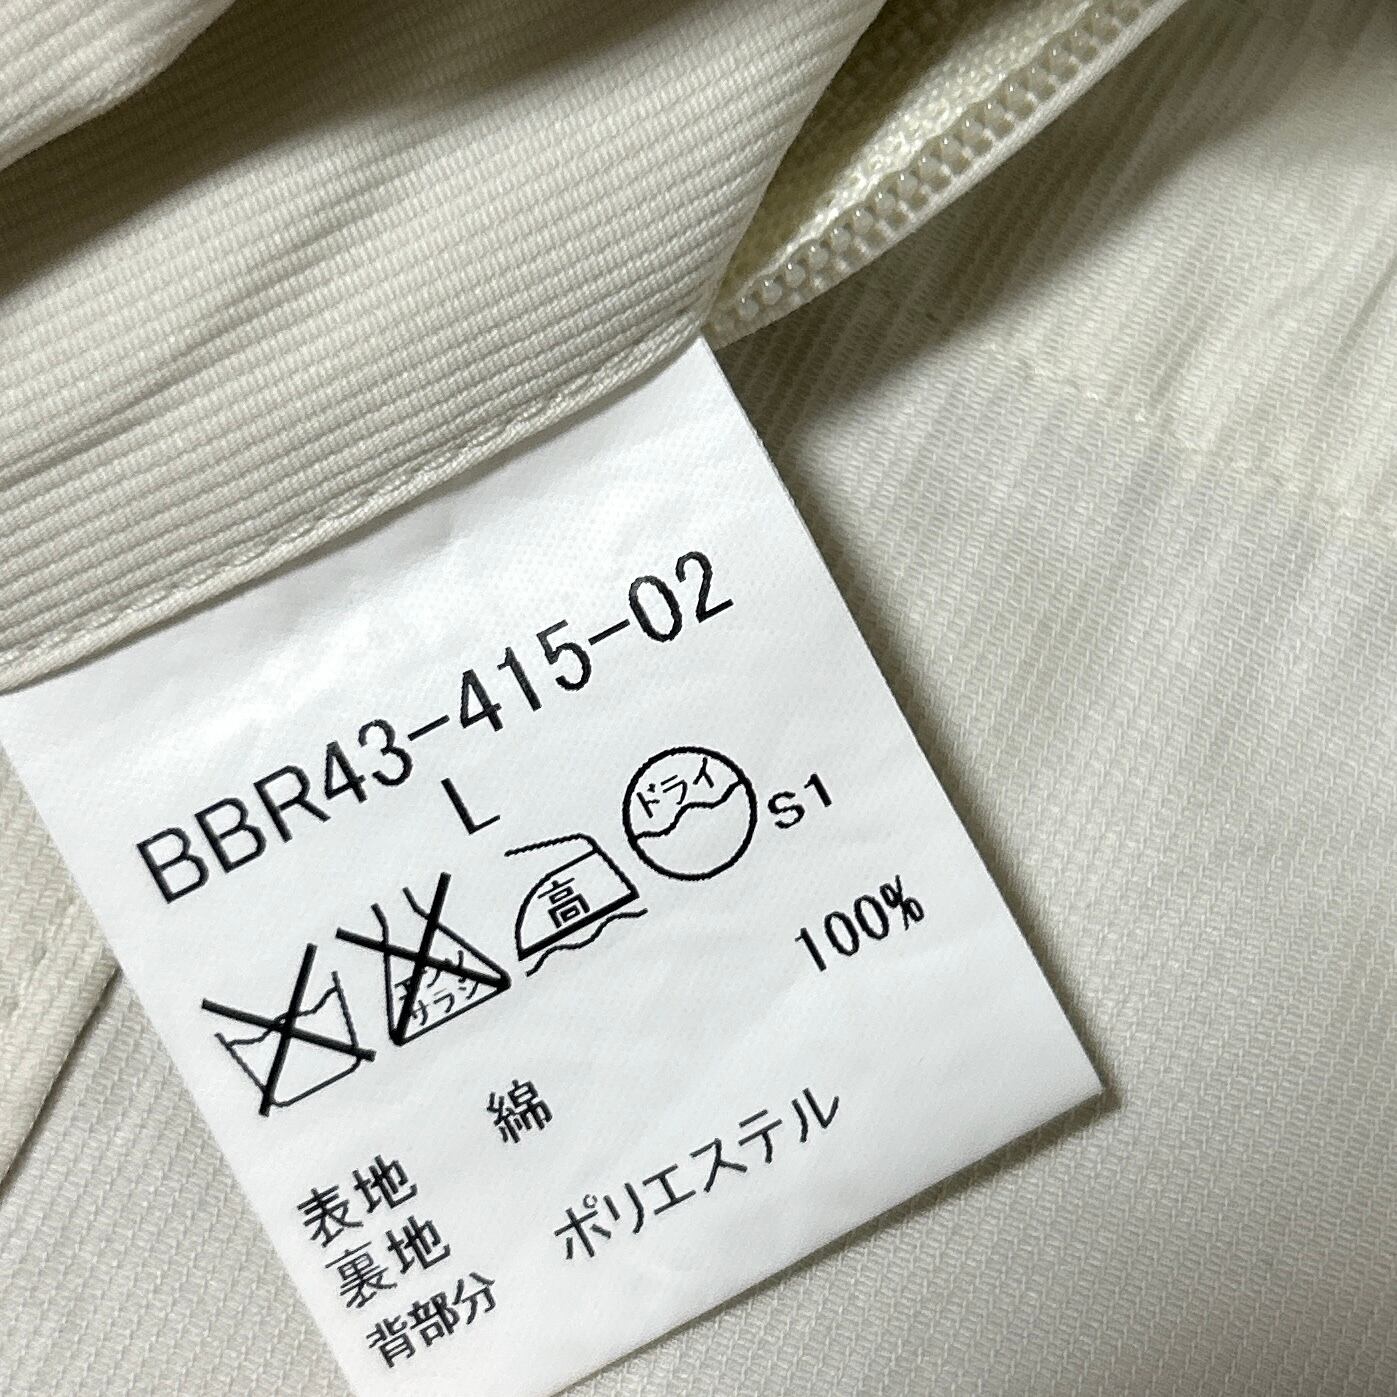 BBR43-415-02
L
エンソ
サラシ
高
ドライ
S1
100%
表地 綿
裏地
背部分 ポリエステル